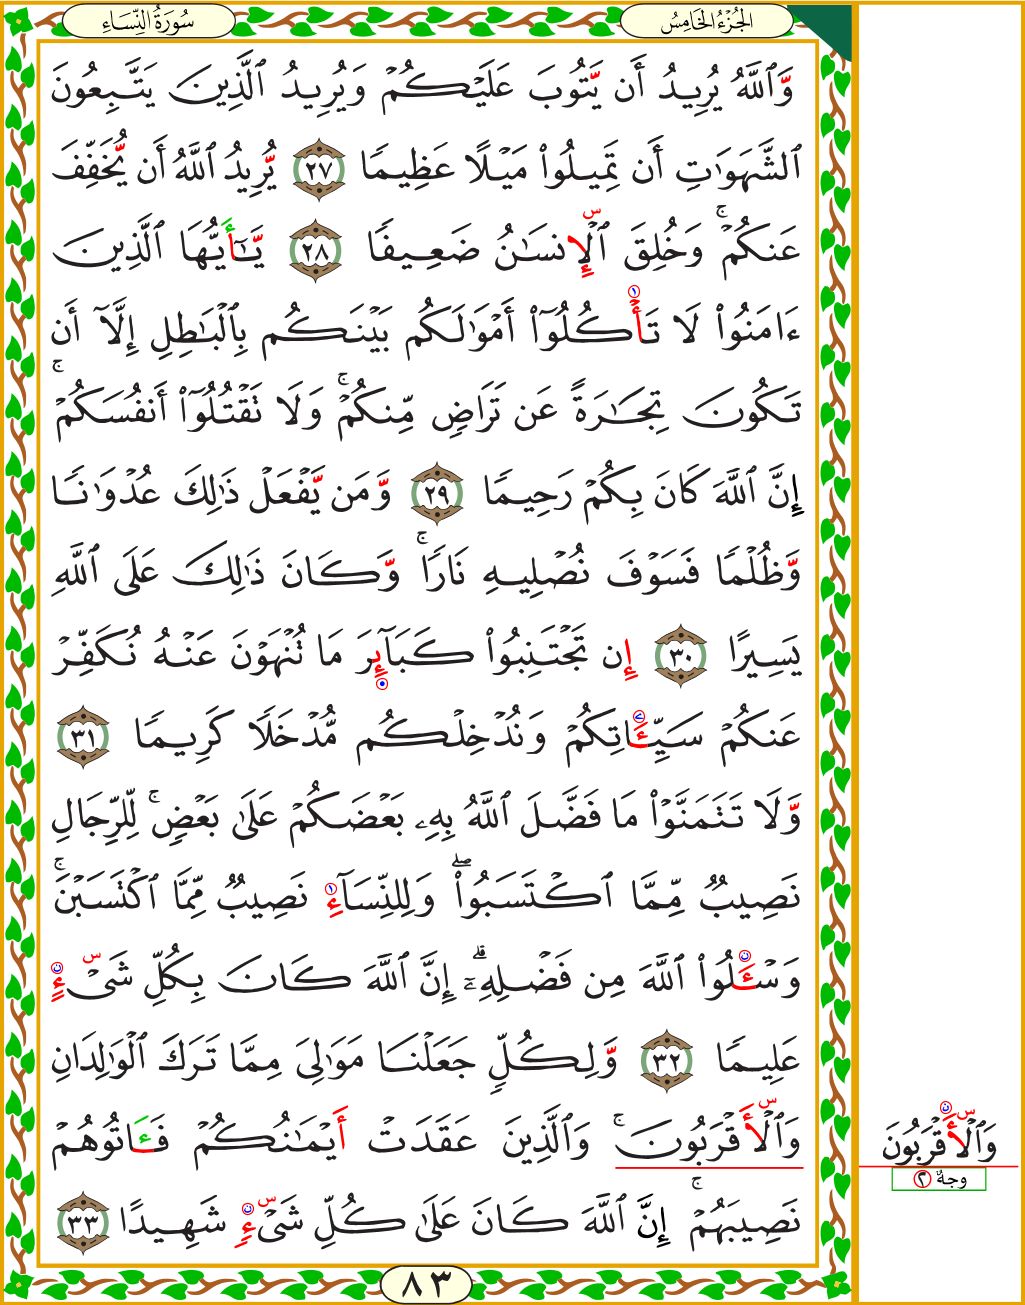 الجُزْءُ الخَامِسُ
سُورَةُ النِّسَاءِ
وَّٱللَّهُ يُرِيدُ أَن يَّتُوبَ عَلَيْكُمْ وَيُرِيدُ ٱلَّذِينَ يَتَّبِعُونَ
ٱلشَّهَوَٰتِ أَن تَمِيلُوا۟ مَيْلًا عَظِيمًا ٢٧ يُّرِيدُ ٱللَّهُ أَن يُّخَفِّفَ
عَنكُمْ ۚ وَخُلِقَ ٱلْإِنسَٰنُ ضَعِيفًا ٢٨ يَّٰٓأَيُّهَا ٱلَّذِينَ
ءَامَنُوا۟ لَا تَأْكُلُوٓا۟ أَمْوَٰلَكُم بَيْنَكُم بِٱلْبَٰطِلِ إِلَّآ أَن
تَكُونَ تِجَٰرَةً عَن تَرَاضٍ مِّنكُمْ ۚ وَلَا تَقْتُلُوٓا۟ أَنفُسَكُمْ ۚ
إِنَّ ٱللَّهَ كَانَ بِكُمْ رَحِيمًا ٢٩ وَّمَن يَّفْعَلْ ذَٰلِكَ عُدْوَٰنًا
وَّظُلْمًا فَسَوْفَ نُصْلِيهِ نَارًا ۚ وَّكَانَ ذَٰلِكَ عَلَى ٱللَّهِ
يَسِيرًا ٣٠ إِن تَجْتَنِبُوا۟ كَبَآئِرَ مَا تُنْهَوْنَ عَنْهُ نُكَفِّرْ
عَنكُمْ سَيِّـَٔاتِكُمْ وَنُدْخِلْكُم مُّدْخَلًا كَرِيمًا ٣١
وَّلَا تَتَمَنَّوْا۟ مَا فَضَّلَ ٱللَّهُ بِهِۦ بَعْضَكُمْ عَلَىٰ بَعْضٍ ۚ لِّلرِّجَالِ
نَصِيبٌ مِّمَّا ٱكْتَسَبُوا۟ ۖ وَلِلنِّسَآءِ نَصِيبٌ مِّمَّا ٱكْتَسَبْنَ ۚ
وَسْـَٔلُوا۟ ٱللَّهَ مِن فَضْلِهِۦٓ ۗ إِنَّ ٱللَّهَ كَانَ بِكُلِّ شَىْءٍ
عَلِيمًا ٣٢ وَّلِكُلٍّ جَعَلْنَا مَوَٰلِىَ مِمَّا تَرَكَ ٱلْوَٰلِدَانِ
وَٱلْأَقْرَبُونَ ۚ وَٱلَّذِينَ عَقَدَتْ أَيْمَٰنُكُمْ فَـَٔاتُوهُمْ
نَصِيبَهُمْ ۚ إِنَّ ٱللَّهَ كَانَ عَلَىٰ كُلِّ شَىْءٍ شَهِيدًا ٣٣
٨٣
وَٱلْأَقْرَبُونَ
وجهٌ ٢